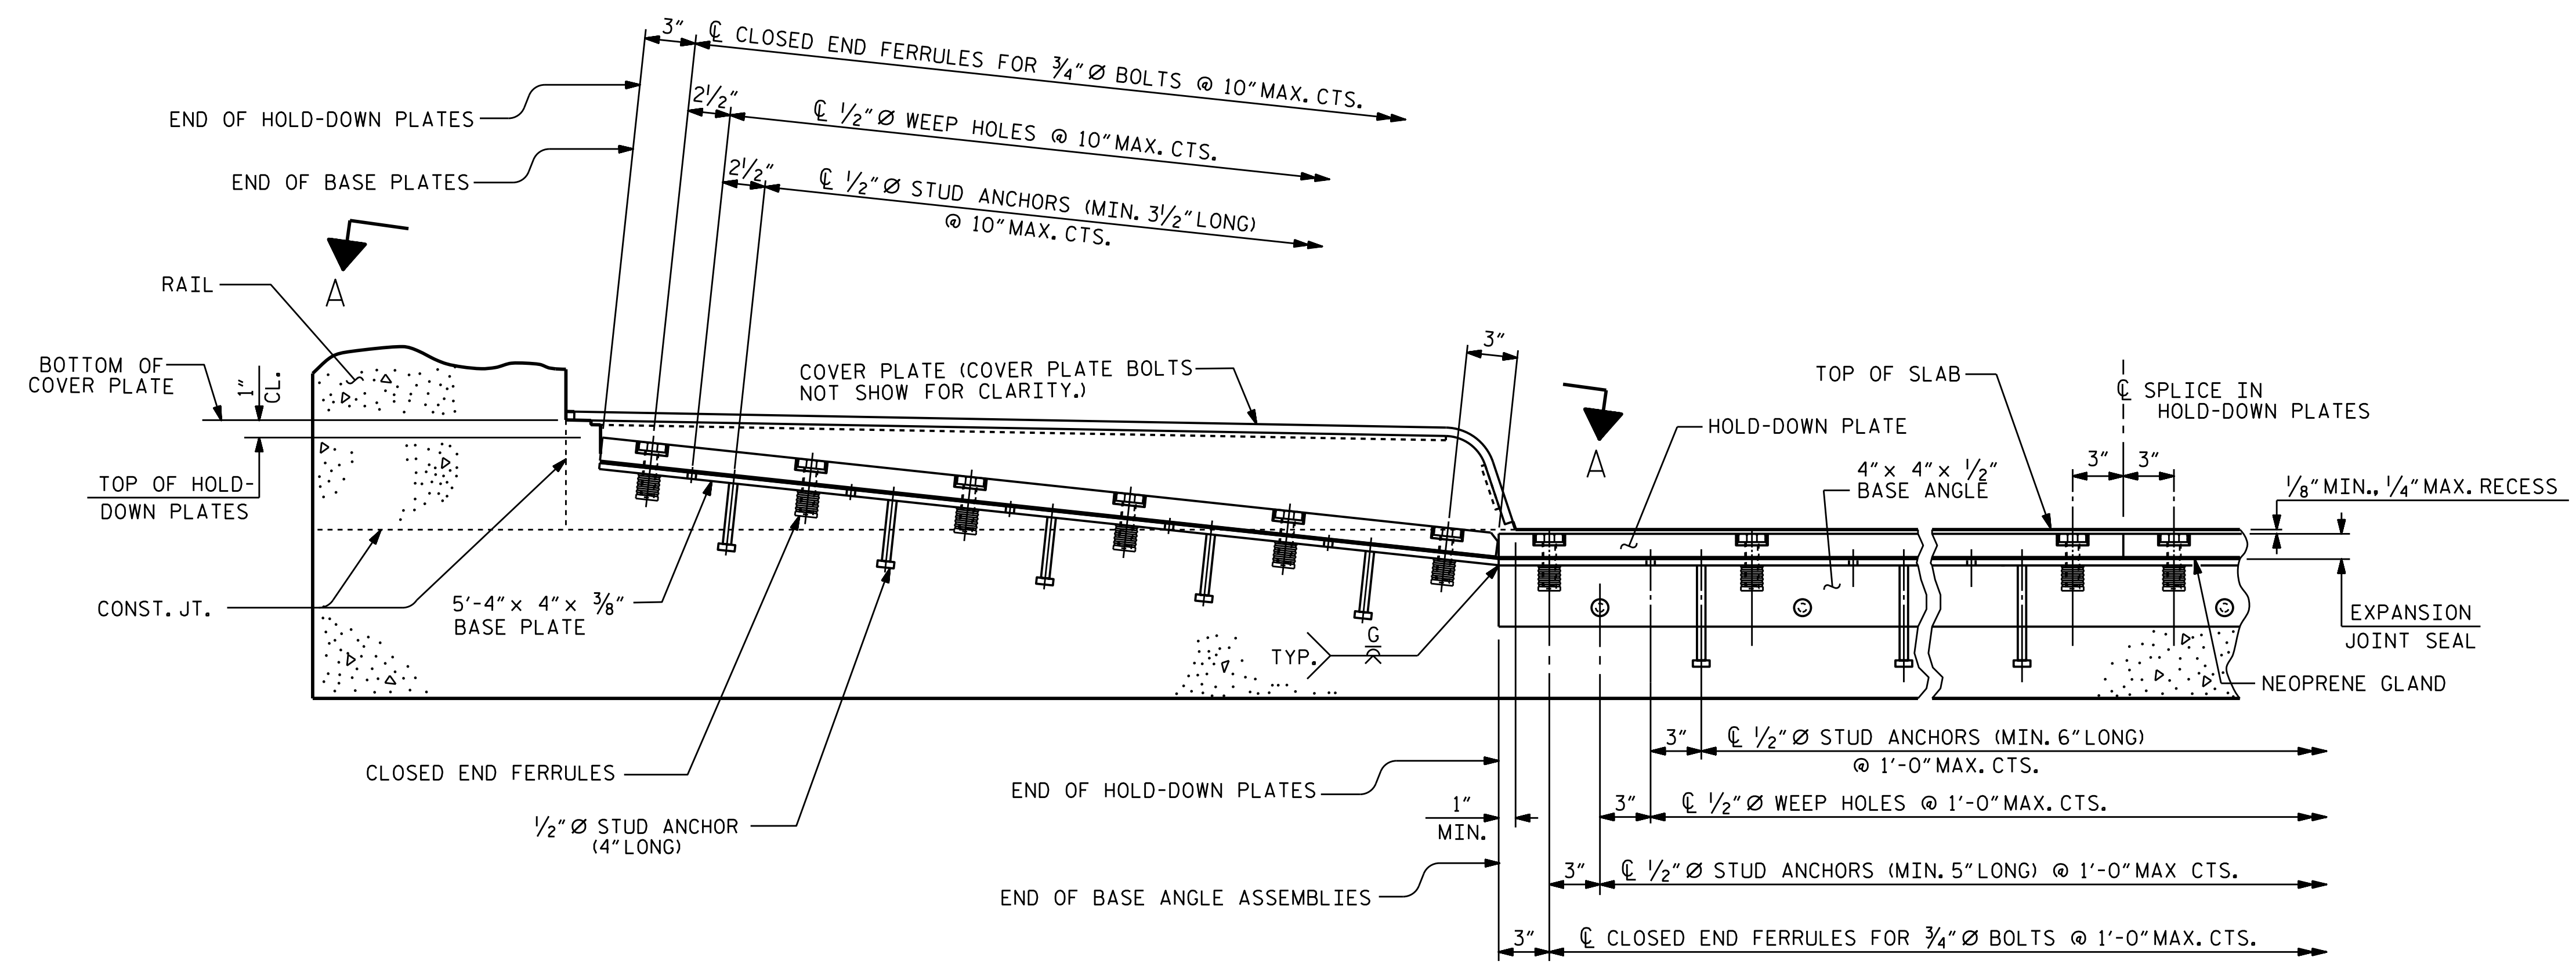 3"
℄ CLOSED END FERRULES FOR 3/4"Ø BOLTS @ 10"MAX. CTS.
END OF HOLD-DOWN PLATES
2 1/2"
℄ 1/2"Ø WEEP HOLES @ 10"MAX. CTS.
END OF BASE PLATES
2 1/2"
℄ 1/2"Ø STUD ANCHORS (MIN. 3 1/2"LONG)
@ 10"MAX. CTS.
A
RAIL
BOTTOM OF
COVER PLATE
1"
CL.
TOP OF HOLD-
DOWN PLATES
COVER PLATE (COVER PLATE BOLTS
NOT SHOW FOR CLARITY.)
3"
A
TOP OF SLAB
℄ SPLICE IN
HOLD-DOWN PLATES
HOLD-DOWN PLATE
4" x 4" x 1/2"
BASE ANGLE
3"
3"
1/8"MIN., 1/4"MAX. RECESS
CONST. JT.
5'-4" x 4" x 3/8"
BASE PLATE
TYP.
G
EXPANSION
JOINT SEAL
NEOPRENE GLAND
CLOSED END FERRULES
1/2"Ø STUD ANCHOR
(4"LONG)
3"
℄ 1/2"Ø STUD ANCHORS (MIN. 6"LONG)
@ 1'-0"MAX. CTS.
END OF HOLD-DOWN PLATES
1"
MIN.
3"
℄ 1/2"Ø WEEP HOLES @ 1'-0"MAX. CTS.
3"
℄ 1/2"Ø STUD ANCHORS (MIN. 5"LONG) @ 1'-0"MAX CTS.
END OF BASE ANGLE ASSEMBLIES
3"
℄ CLOSED END FERRULES FOR 3/4"Ø BOLTS @ 1'-0"MAX. CTS.